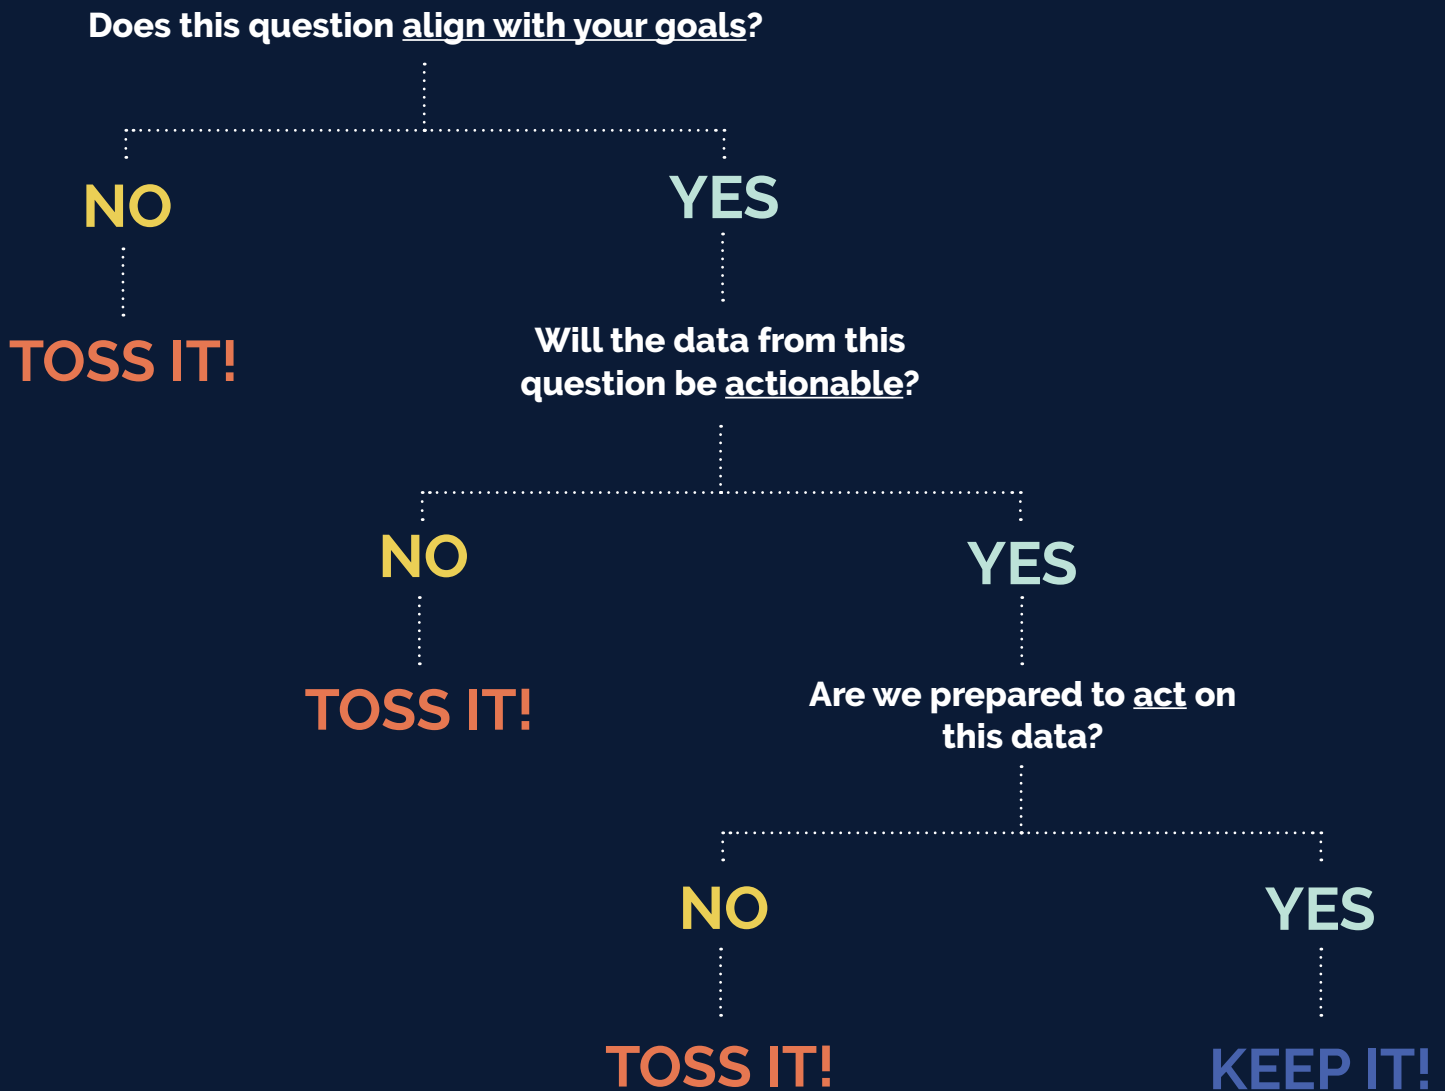 Does this question align with your goals?
NO
YES
TOSS IT!
Will the data from this
question be actionable?
NO
YES
TOSS IT!
Are we prepared to act on
this data?
NO
YES
TOSS IT!
KEEP IT!